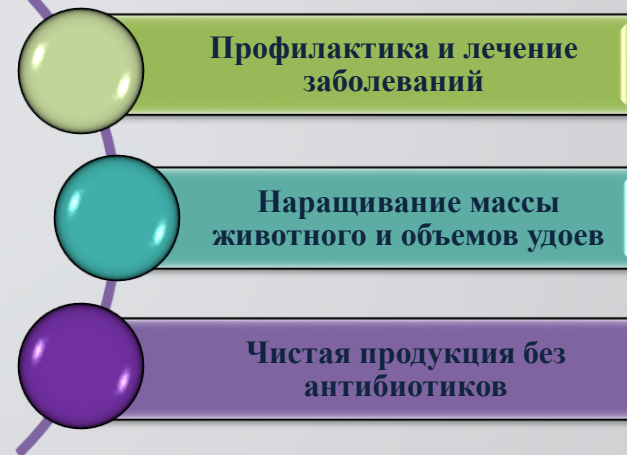 Профилактика и лечение
заболеваний
Наращивание массы
животного и объемов удоев
Чистая продукция без
антибиотиков